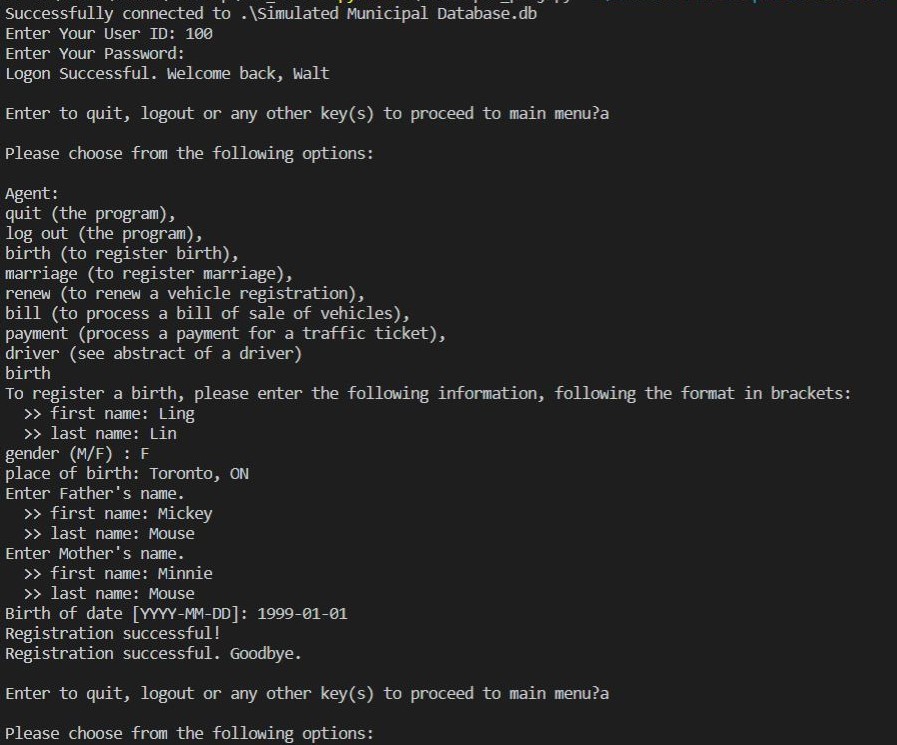 Successfully connected to .\Simulated Municipal Database.db
Enter Your User ID: 100
Enter Your Password:
Logon Successful. Welcome back, Walt
Enter to quit, logout or any other key(s) to proceed to main menu?a
Please choose from the following options:
Agent:
quit (the program),
log out (the program),
birth (to register birth),
marriage (to register marriage),
renew (to renew a vehicle registration),
bill (to process a bill of sale of vehicles),
payment (process a payment for a traffic ticket),
driver (see abstract of a driver)
birth
To register a birth, please enter the following information, following the format in brackets:
>> first name: Ling
>> last name: Lin
gender (M/F) : F
place of birth: Toronto, ON
Enter Father's name.
>> first name: Mickey
>> last name: Mouse
Enter Mother's name.
>> first name: Minnie
>> last name: Mouse
Birth of date [YYYY-MM-DD]: 1999-01-01
Registration successful!
Registration successful. Goodbye.
Enter to quit, logout or any other key(s) to proceed to main menu?a
Please choose from the following options: